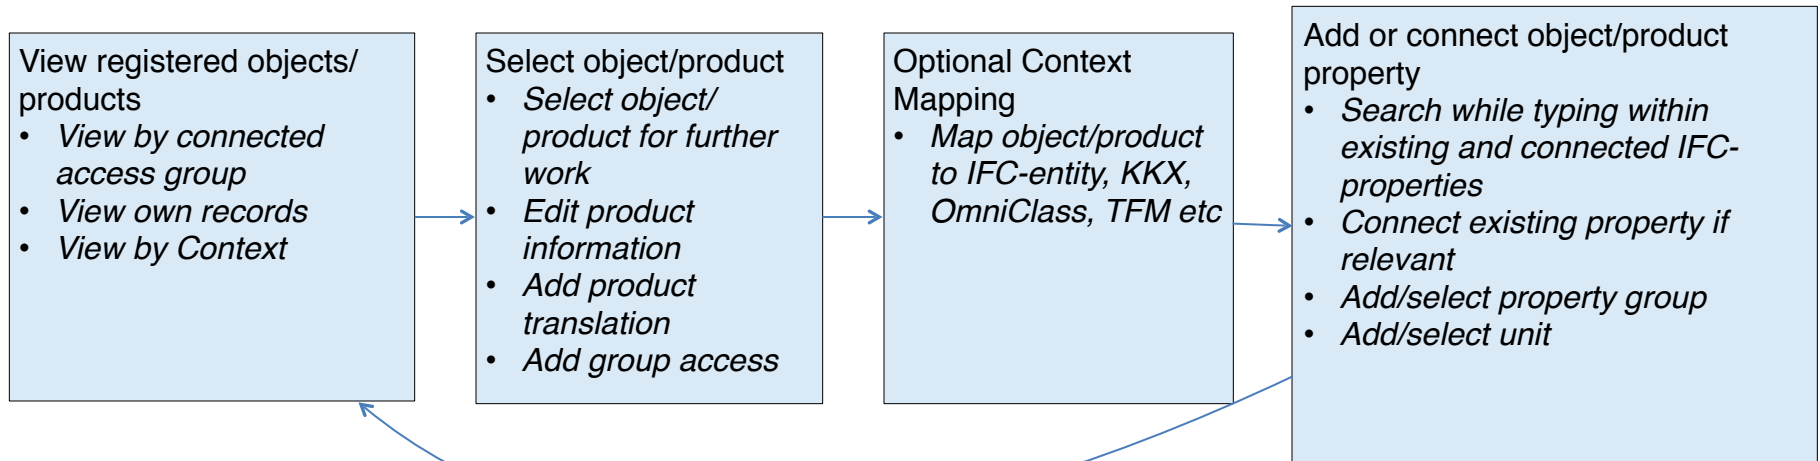 View registered objects/
products
• View by connected
access group
• View own records
• View by Context
Select object/product
• Select object/
product for further
work
• Edit product
information
• Add product
translation
• Add group access
Optional Context
Mapping
• Map object/product
to IFC-entity, KKX,
OmniClass, TFM etc
Add or connect object/product
property
• Search while typing within
existing and connected IFC-
properties
• Connect existing property if
relevant
• Add/select property group
• Add/select unit